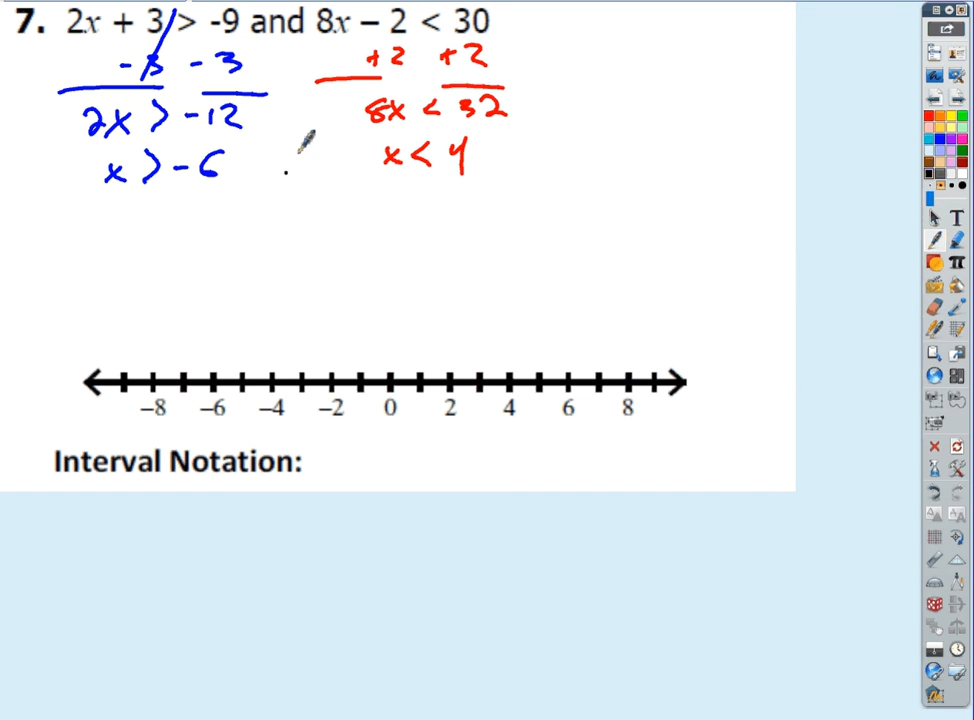 7. 2x + 3 > -9 and 8x – 2 < 30
-3 -3 +2 +2
2x > -12 8x < 32
x > -6 x < 4
–8 –6 –4 –2 0 2 4 6 8
Interval Notation: